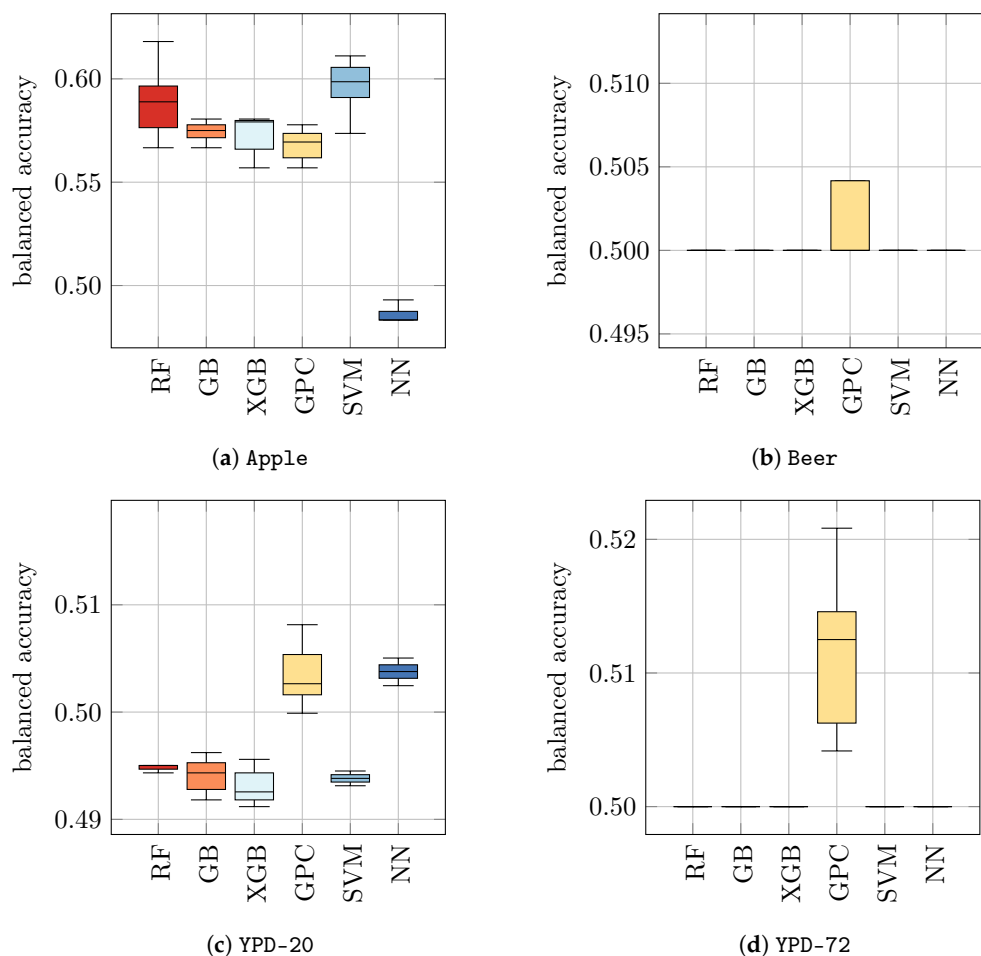 balanced accuracy
0.60
0.55
0.50
RF
GB
XGB
GPC
SVM
NN
(a) Apple
balanced accuracy
0.510
0.505
0.500
0.495
RF
GB
XGB
GPC
SVM
NN
(b) Beer
balanced accuracy
0.51
0.50
0.49
RF
GB
XGB
GPC
SVM
NN
(c) YPD-20
balanced accuracy
0.52
0.51
0.50
RF
GB
XGB
GPC
SVM
NN
(d) YPD-72